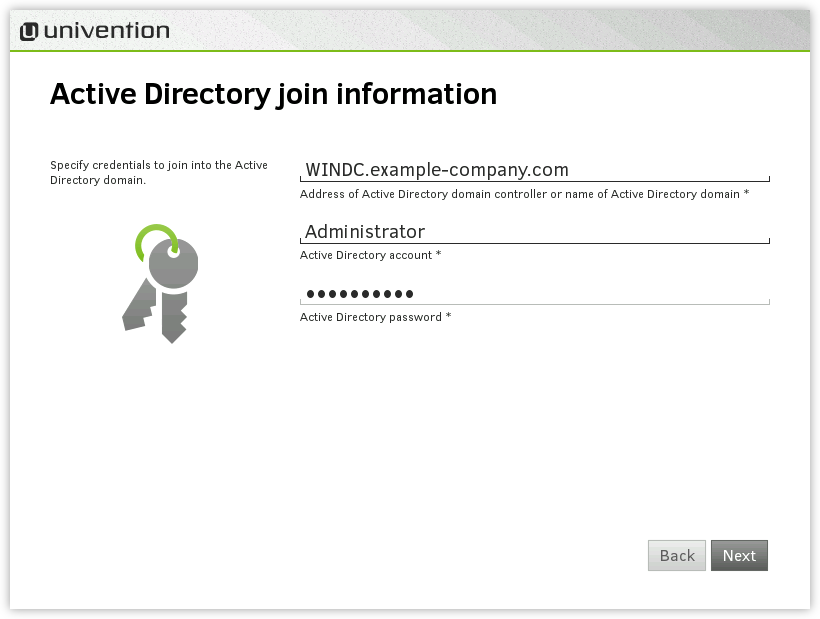 univention
Active Directory join information
Specify credentials to join into the Active
Directory domain.
WINDC.example-company.com
Address of Active Directory domain controller or name of Active Directory domain *
Administrator
Active Directory account *
●●●●●●●●●●
Active Directory password *
Back
Next